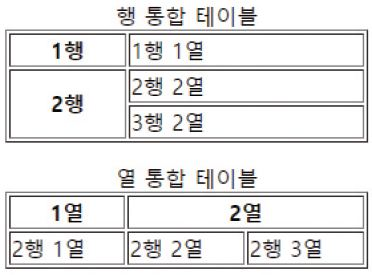 행 통합 테이블
1행 1행 1열
2행 2행 2열
3행 2열
열 통합 테이블
1열 2열
2행 1열 2행 2열 2행 3열